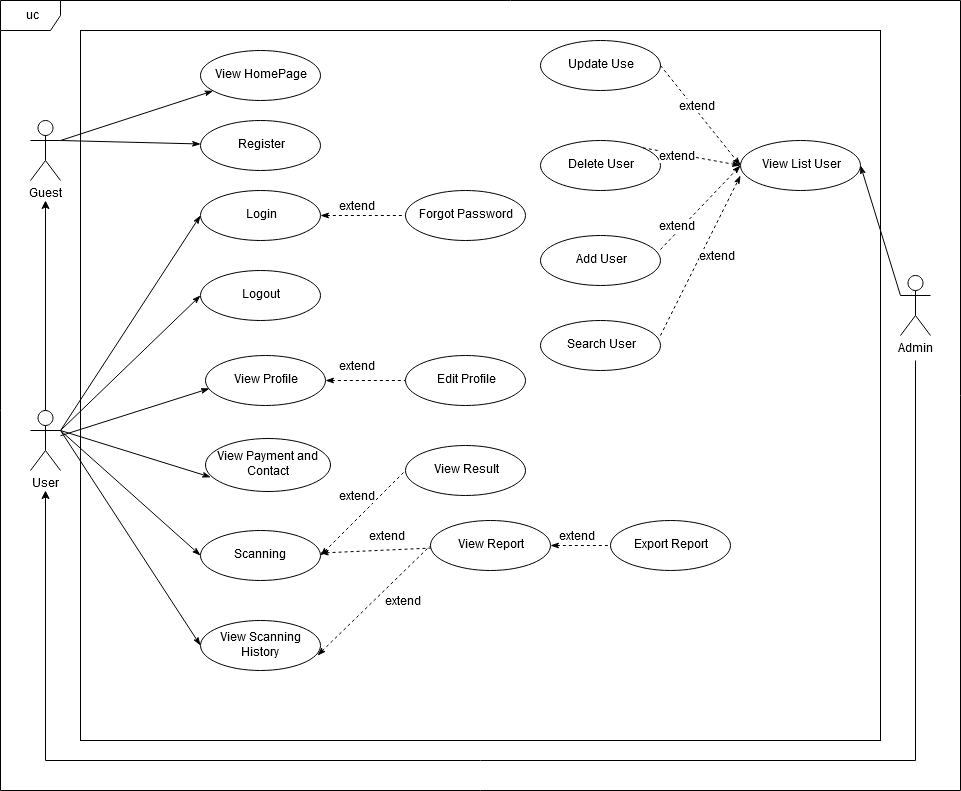 uc
View HomePage
Update Use
extend
Register
Delete User
extend
View List User
Guest
Login
extend
Forgot Password
extend
Add User
extend
Logout
Search User
Admin
View Profile
extend
Edit Profile
User
View Payment and
Contact
View Result
extend
Scanning
extend
View Report
extend
Export Report
extend
View Scanning
History